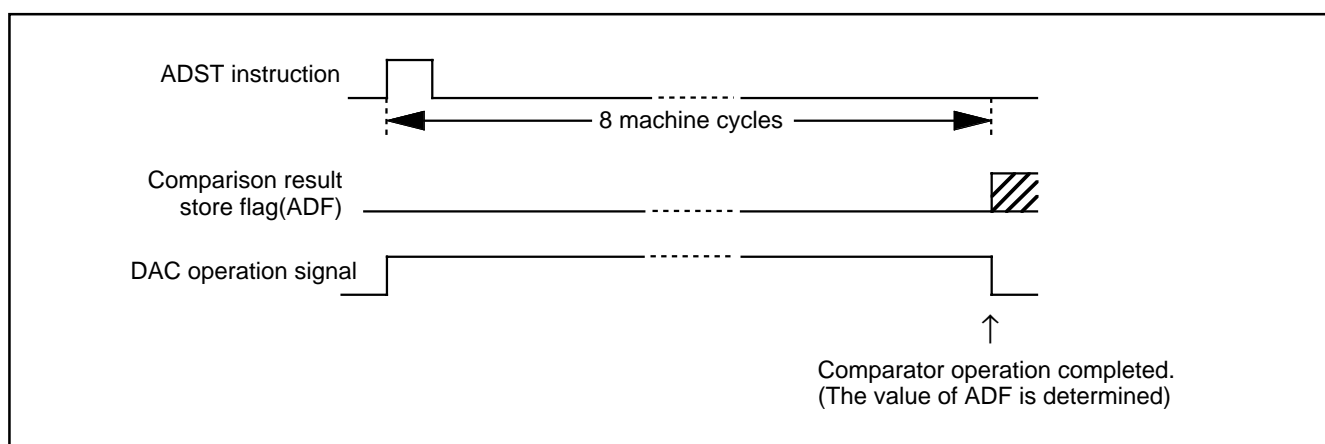 ADST instruction
8 machine cycles
Comparison result
store flag(ADF)
DAC operation signal
Comparator operation completed.
(The value of ADF is determined)